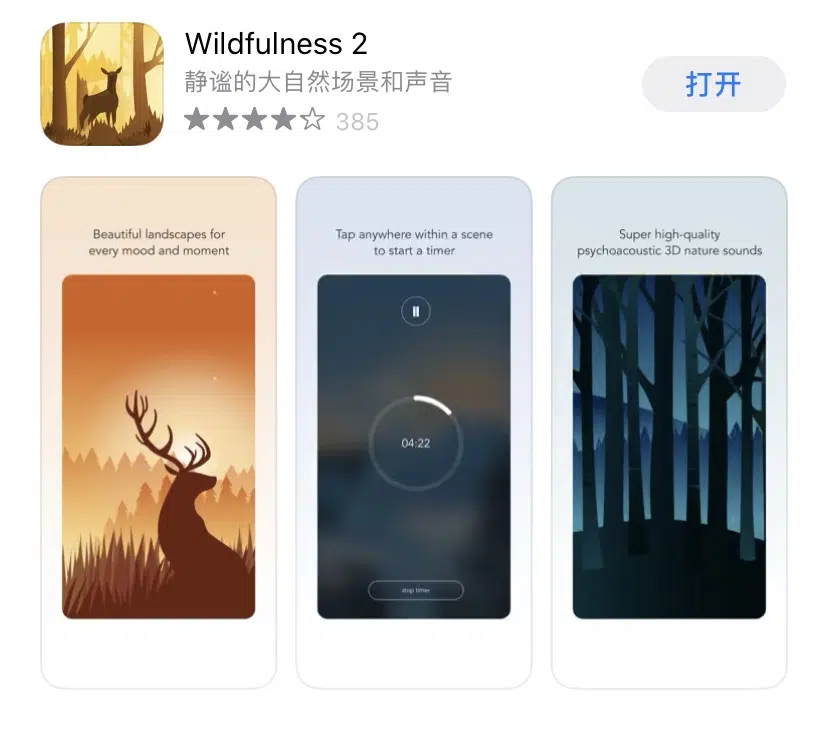 Wildfulness 2
静谧的大自然场景和声音
385
打开
Beautiful landscapes for
every mood and moment
Tap anywhere within a scene
to start a timer
04:22
stop timer
Super high-quality
psychoacoustic 3D nature sounds